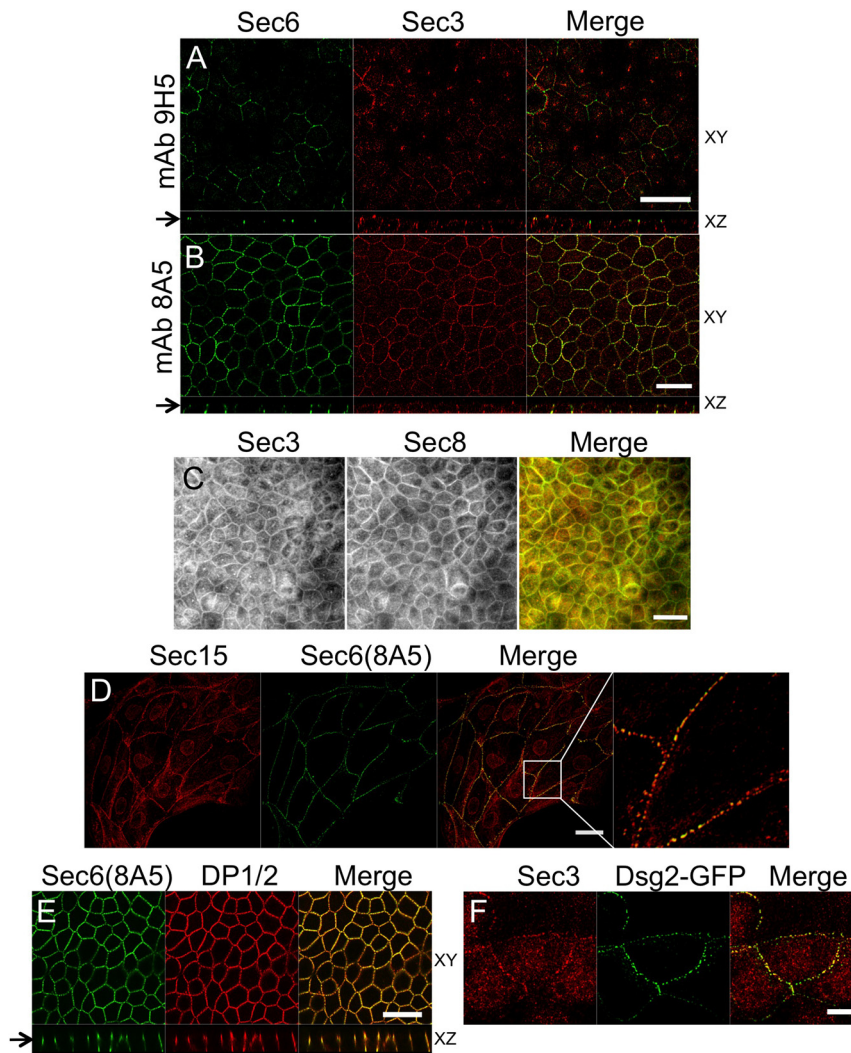 Sec6 Sec3 Merge
A
mAb 9H5
XY
XZ
B
mAb 8A5
XY
XZ
Sec3 Sec8 Merge
C
Sec15 Sec6(8A5) Merge
D
Sec6(8A5) DP1/2 Merge
E
XY
XZ
Sec3 Dsg2-GFP Merge
F